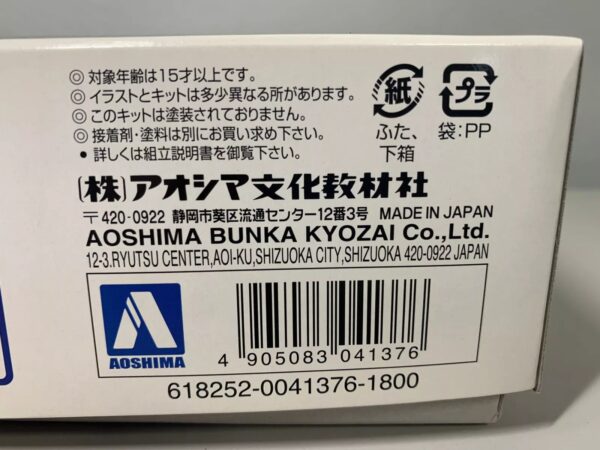 ◎ 対象年齢は15才以上です。
◎ イラストとキットは多少異なる所があります。
◎ このキットは塗装されておりません。
◎ 接着剤・塗料は別にお買い求め下さい。
• 詳しくは組立説明書を御覧下さい。
紙
ふた、
下箱
プラ
袋:PP
(株)アオシマ文化教材社
〒420-0922 静岡市葵区流通センター12番3号 MADE IN JAPAN
AOSHIMA BUNKA KYOZAI Co.,Ltd.
12-3.RYUTSU CENTER,AOI-KU,SHIZUOKA CITY,SHIZUOKA 420-0922 JAPAN
AOSHIMA
4 905083 041376
618252-0041376-1800